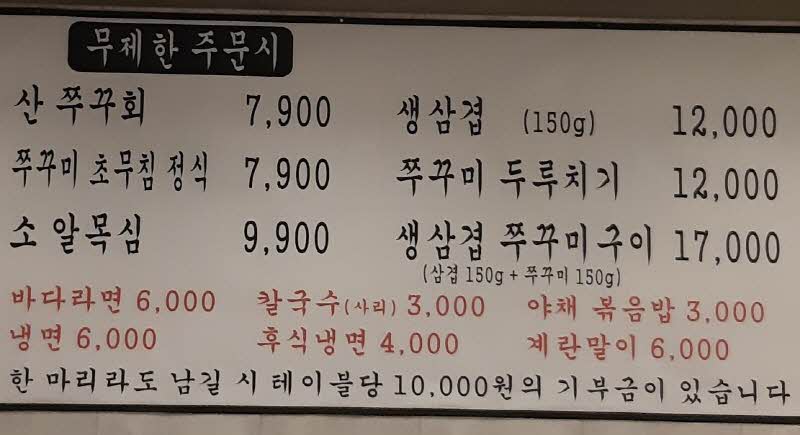 무제한 주문시
산 쭈꾸회 7,900 생삼겹 (150g) 12,000
쭈꾸미 초무침 정식 7,900 쭈꾸미 두루치기 12,000
소 알목심 9,900 생삼겹 쭈꾸미구이 17,000
(삼겹 150g + 쭈꾸미 150g)
바다라면 6,000 칼국수(사리) 3,000 야채 볶음밥 3,000
냉면 6,000 후식냉면 4,000 계란말이 6,000
한 마리라도 남길 시 테이블당 10,000원의 기부금이 있습니다